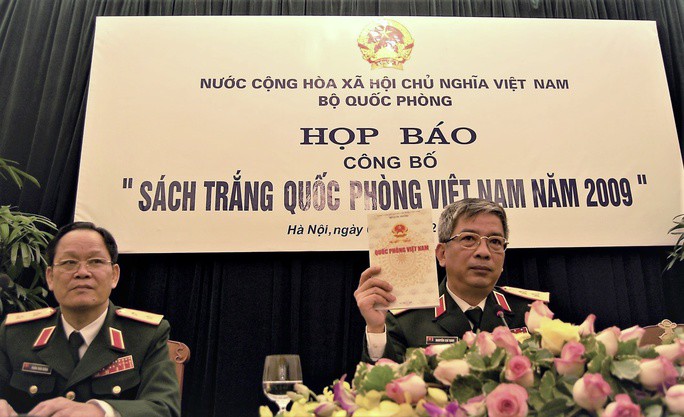 NƯỚC CỘNG HÒA XÃ HỘI CHỦ NGHĨA VIỆT NAM
BỘ QUỐC PHÒNG
HỌP BÁO
CÔNG BỐ
" SÁCH TRẮNG QUỐC PHÒNG VIỆT NAM NĂM 2009 "
Hà Nội, ngày
QUỐC PHÒNG VIỆT NAM